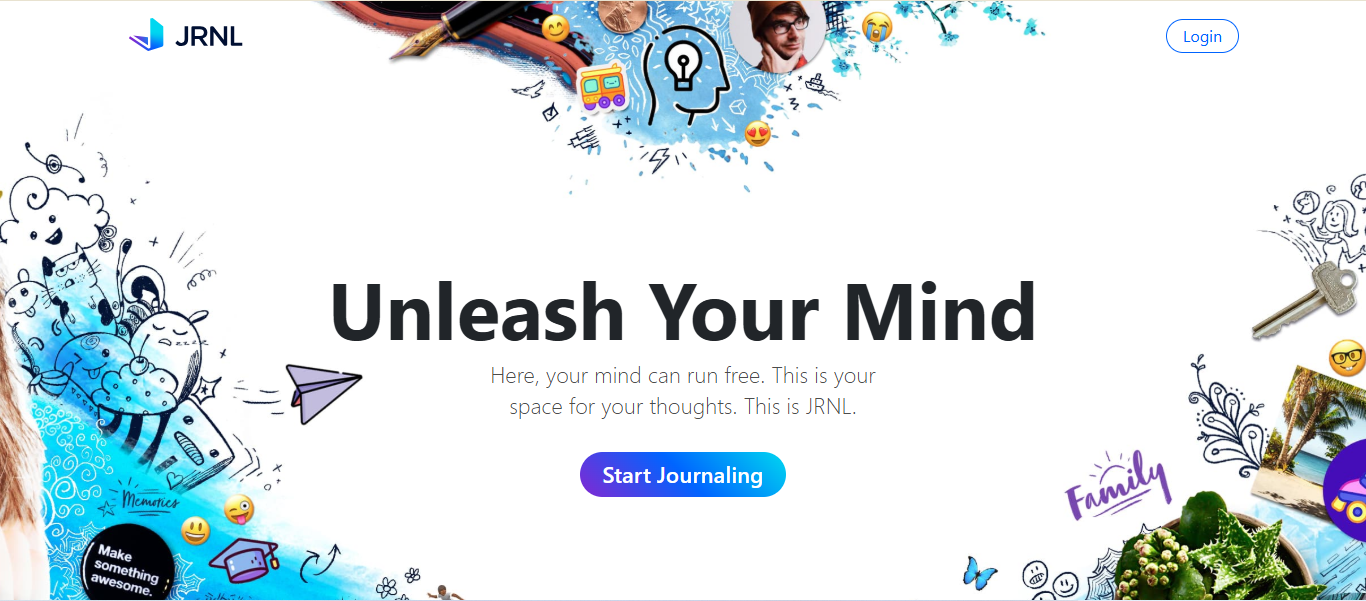 JRNL
Login
Unleash Your Mind
Here, your mind can run free. This is your
space for your thoughts. This is JRNL.
Start Journaling
zzzz
Memories
Family
Make
something
awesome.